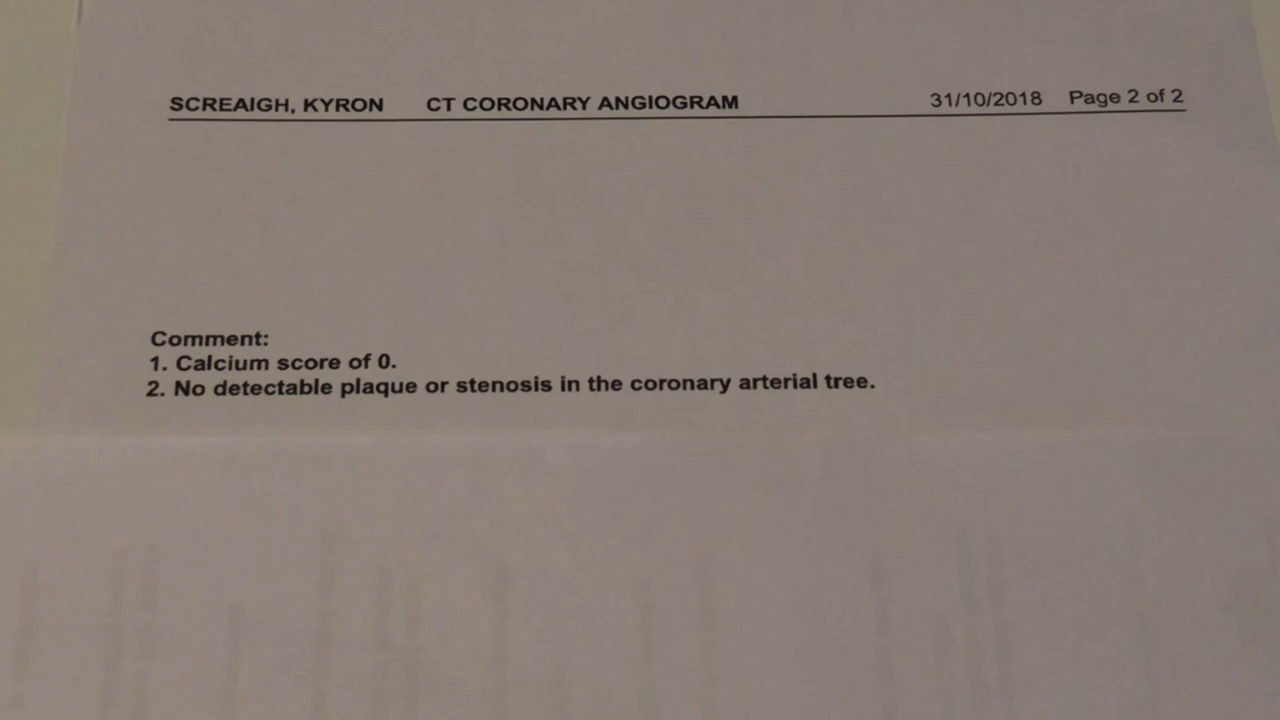 SCREAIGH, KYRON CT CORONARY ANGIOGRAM 31/10/2018 Page 2 of 2
Comment:
1. Calcium score of 0.
2. No detectable plaque or stenosis in the coronary arterial tree.